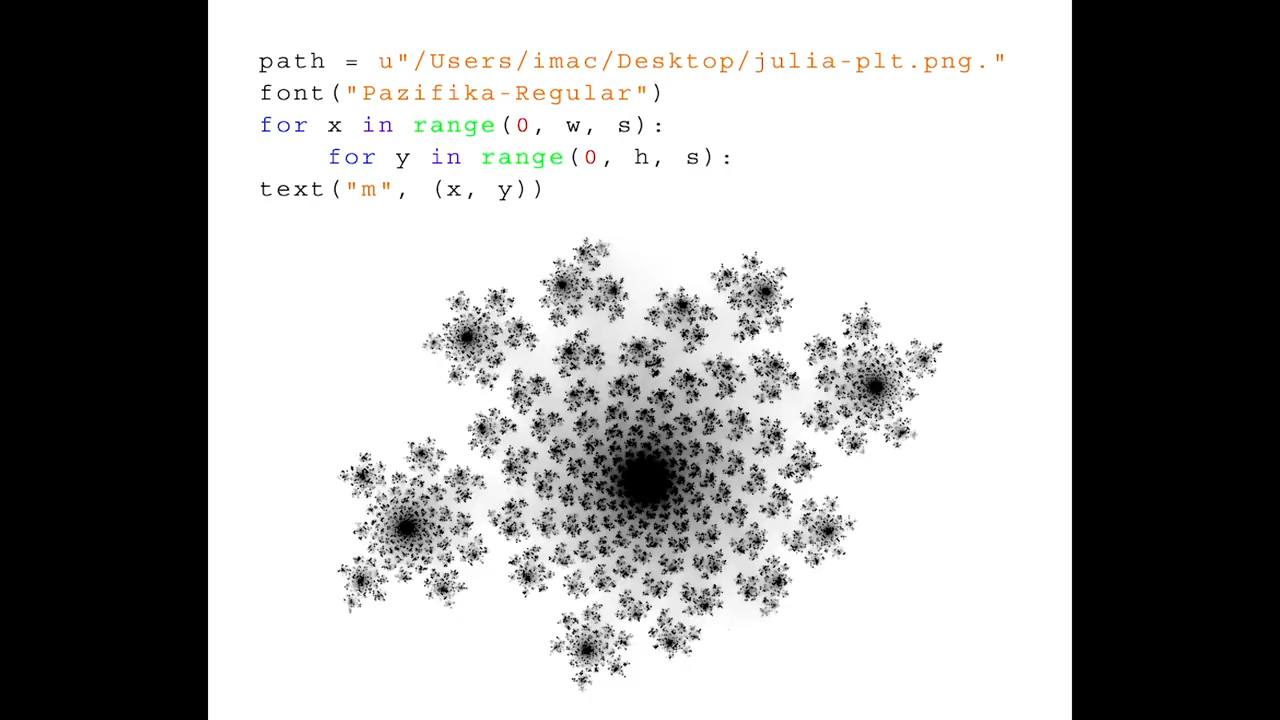 path = u"/Users/imac/Desktop/julia-plt.png."
font("Pazifika-Regular")
for x in range(0, w, s):
    for y in range(0, h, s):
text("m", (x, y))